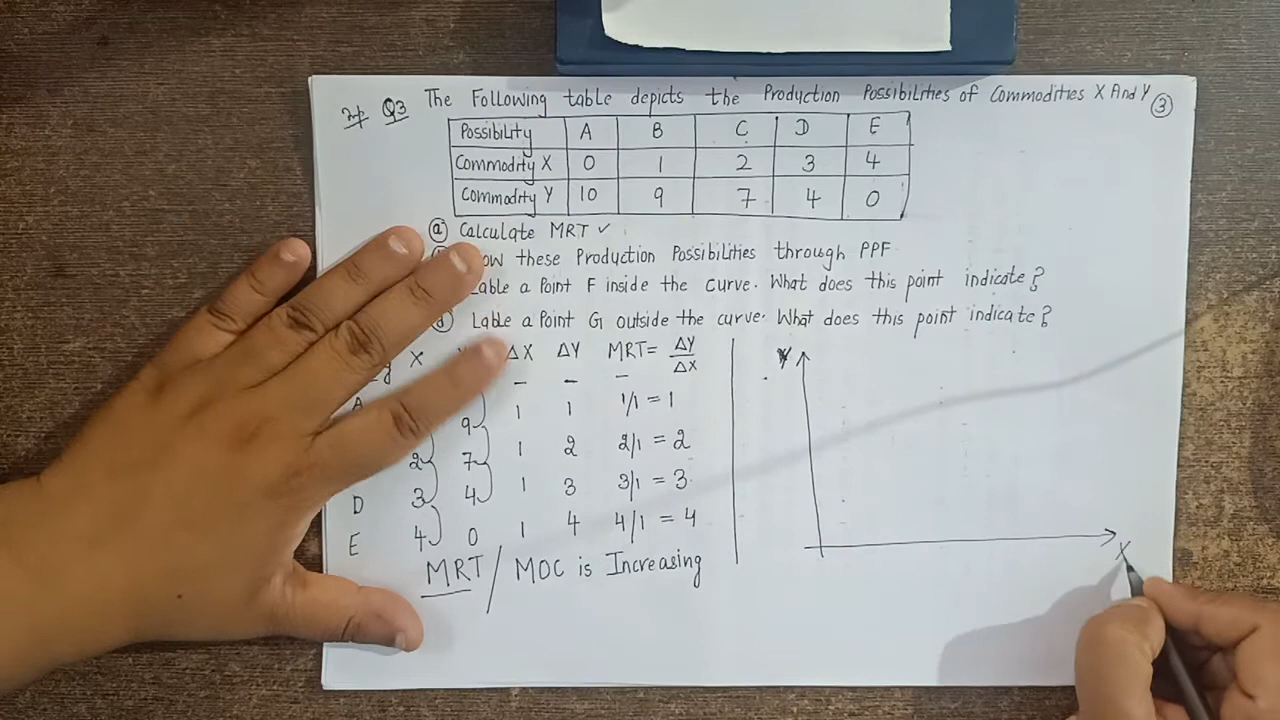 Imp Q3 The Following table depicts the Production Possibilities of Commodities X And Y ③
Possibility A B C D E
Commodity X 0 1 2 3 4
Commodity Y 10 9 7 4 0
ⓐ Calculate MRT ✓
ow these Production Possibilities through PPF
Lable a Point F inside the curve. What does this point indicate?
ⓓ Lable a Point G outside the curve. What does this point indicate?
X ΔX ΔY MRT= ΔY/ΔX
A – – –
9 1 1 1/1 = 1
2 7 1 2 2/1 = 2
D 3 4 1 3 3/1 = 3
E 4 0 1 4 4/1 = 4
MRT / MOC is Increasing
Y
X